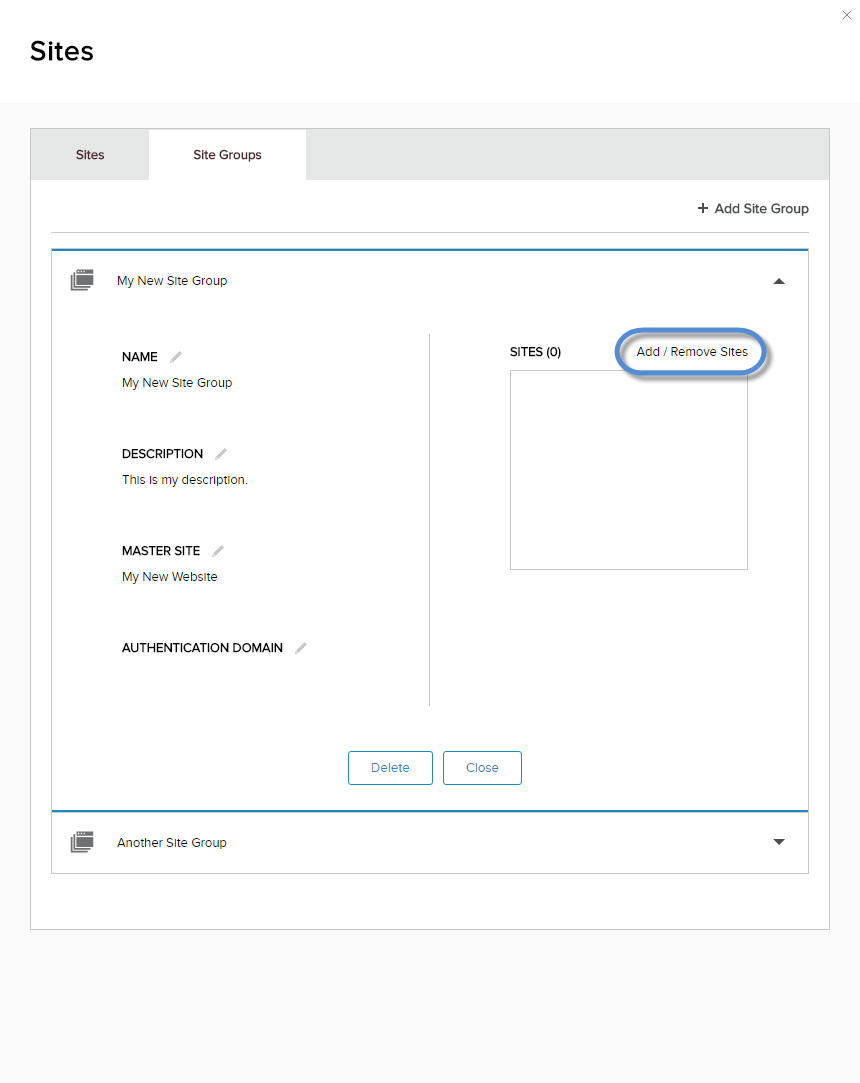 Sites
Sites
Site Groups
+ Add Site Group
My New Site Group
NAME
My New Site Group
DESCRIPTION
This is my description.
MASTER SITE
My New Website
AUTHENTICATION DOMAIN
SITES (0)
Add / Remove Sites
Delete
Close
Another Site Group